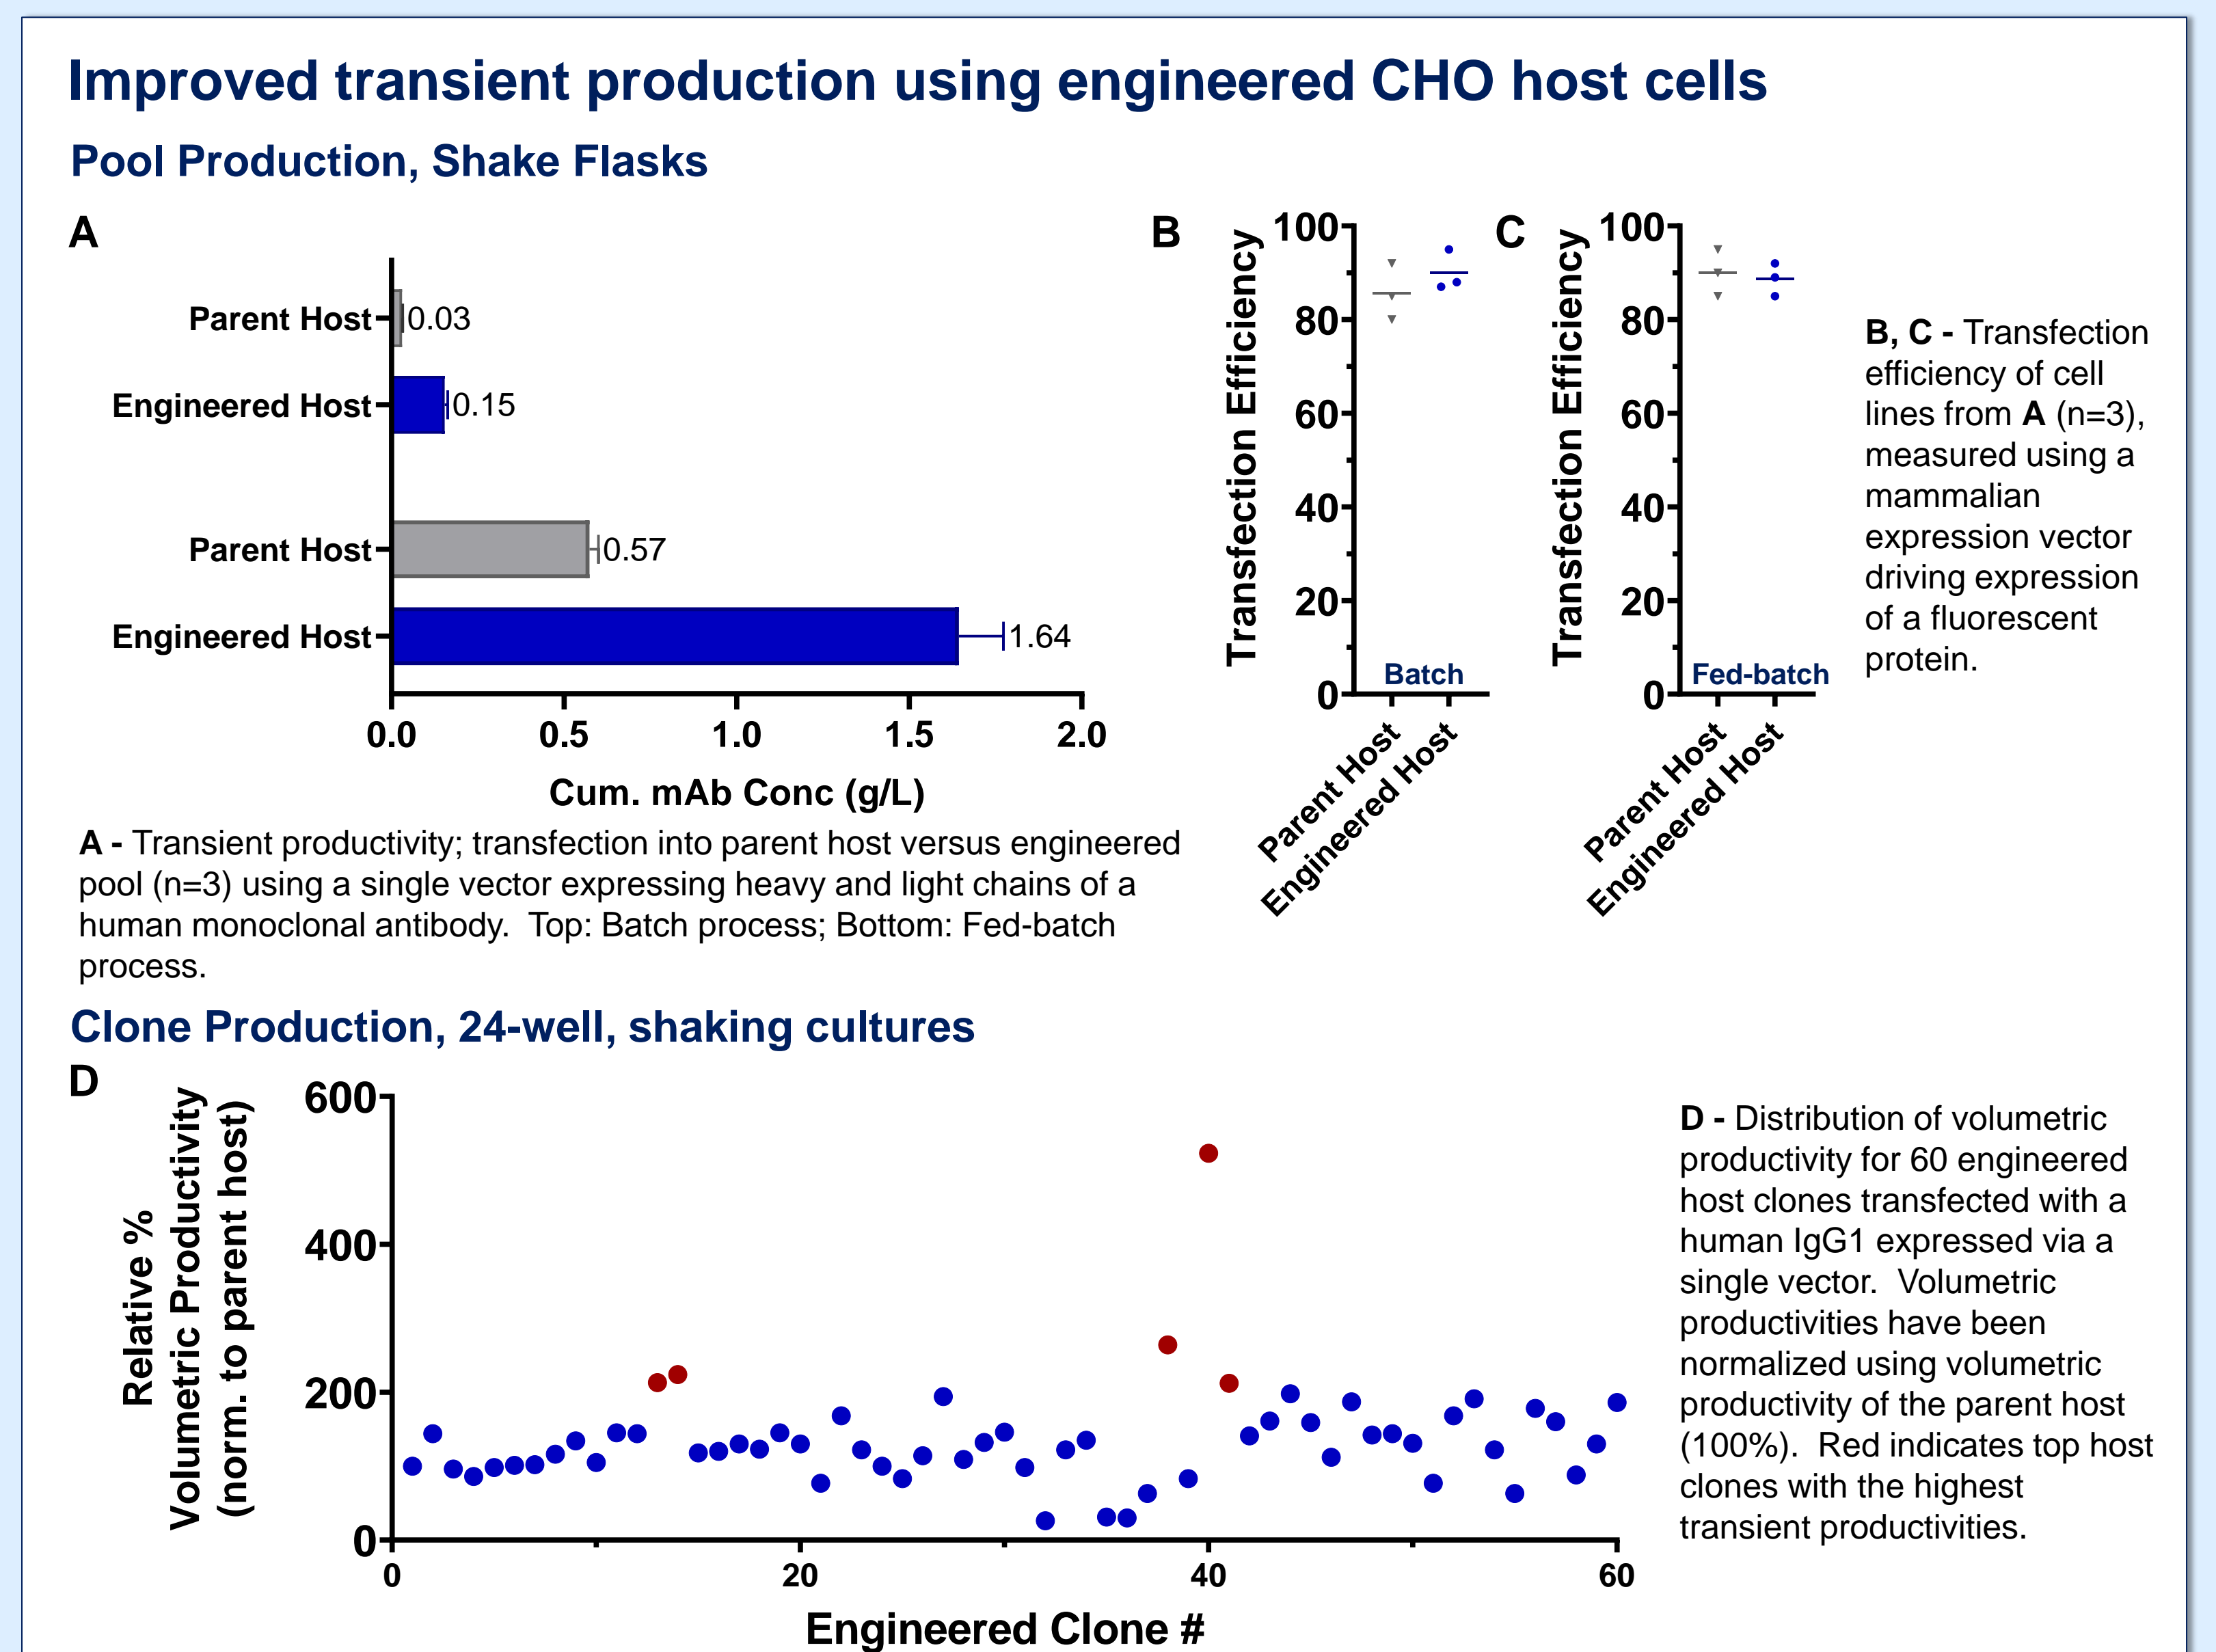 Improved transient production using engineered CHO host cells
Pool Production, Shake Flasks
A
Parent Host
0.03
Engineered Host
0.15
Parent Host
0.57
Engineered Host
1.64
0.0
0.5
1.0
1.5
2.0
Cum. mAb Conc (g/L)
A - Transient productivity; transfection into parent host versus engineered
pool (n=3) using a single vector expressing heavy and light chains of a
human monoclonal antibody.  Top: Batch process; Bottom: Fed-batch
process.
B
Transfection Efficiency
100
80
60
40
20
0
Batch
Parent Host
Engineered Host
C
Transfection Efficiency
100
80
60
40
20
0
Fed-batch
Parent Host
Engineered Host
B, C - Transfection
efficiency of cell
lines from A (n=3),
measured using a
mammalian
expression vector
driving expression
of a fluorescent
protein.
Clone Production, 24-well, shaking cultures
D
Relative %
Volumetric Productivity
(norm. to parent host)
600
400
200
0
0
20
40
60
Engineered Clone #
D - Distribution of volumetric
productivity for 60 engineered
host clones transfected with a
human IgG1 expressed via a
single vector.  Volumetric
productivities have been
normalized using volumetric
productivity of the parent host
(100%).  Red indicates top host
clones with the highest
transient productivities.